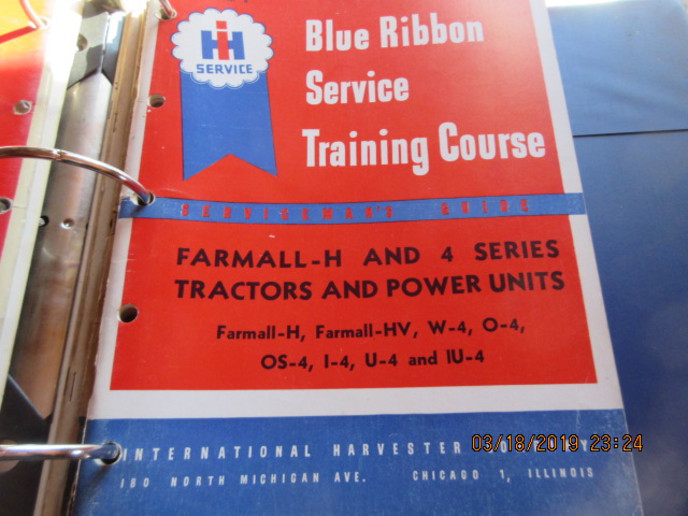 IH
SERVICE
Blue Ribbon
Service
Training Course
SERVICEMAN'S GUIDE
FARMALL-H AND 4 SERIES
TRACTORS AND POWER UNITS
Farmall-H, Farmall-HV, W-4, O-4,
OS-4, I-4, U-4 and IU-4
INTERNATIONAL HARVESTER COMPANY
180 NORTH MICHIGAN AVE. CHICAGO 1, ILLINOIS
03/18/2019 23:24